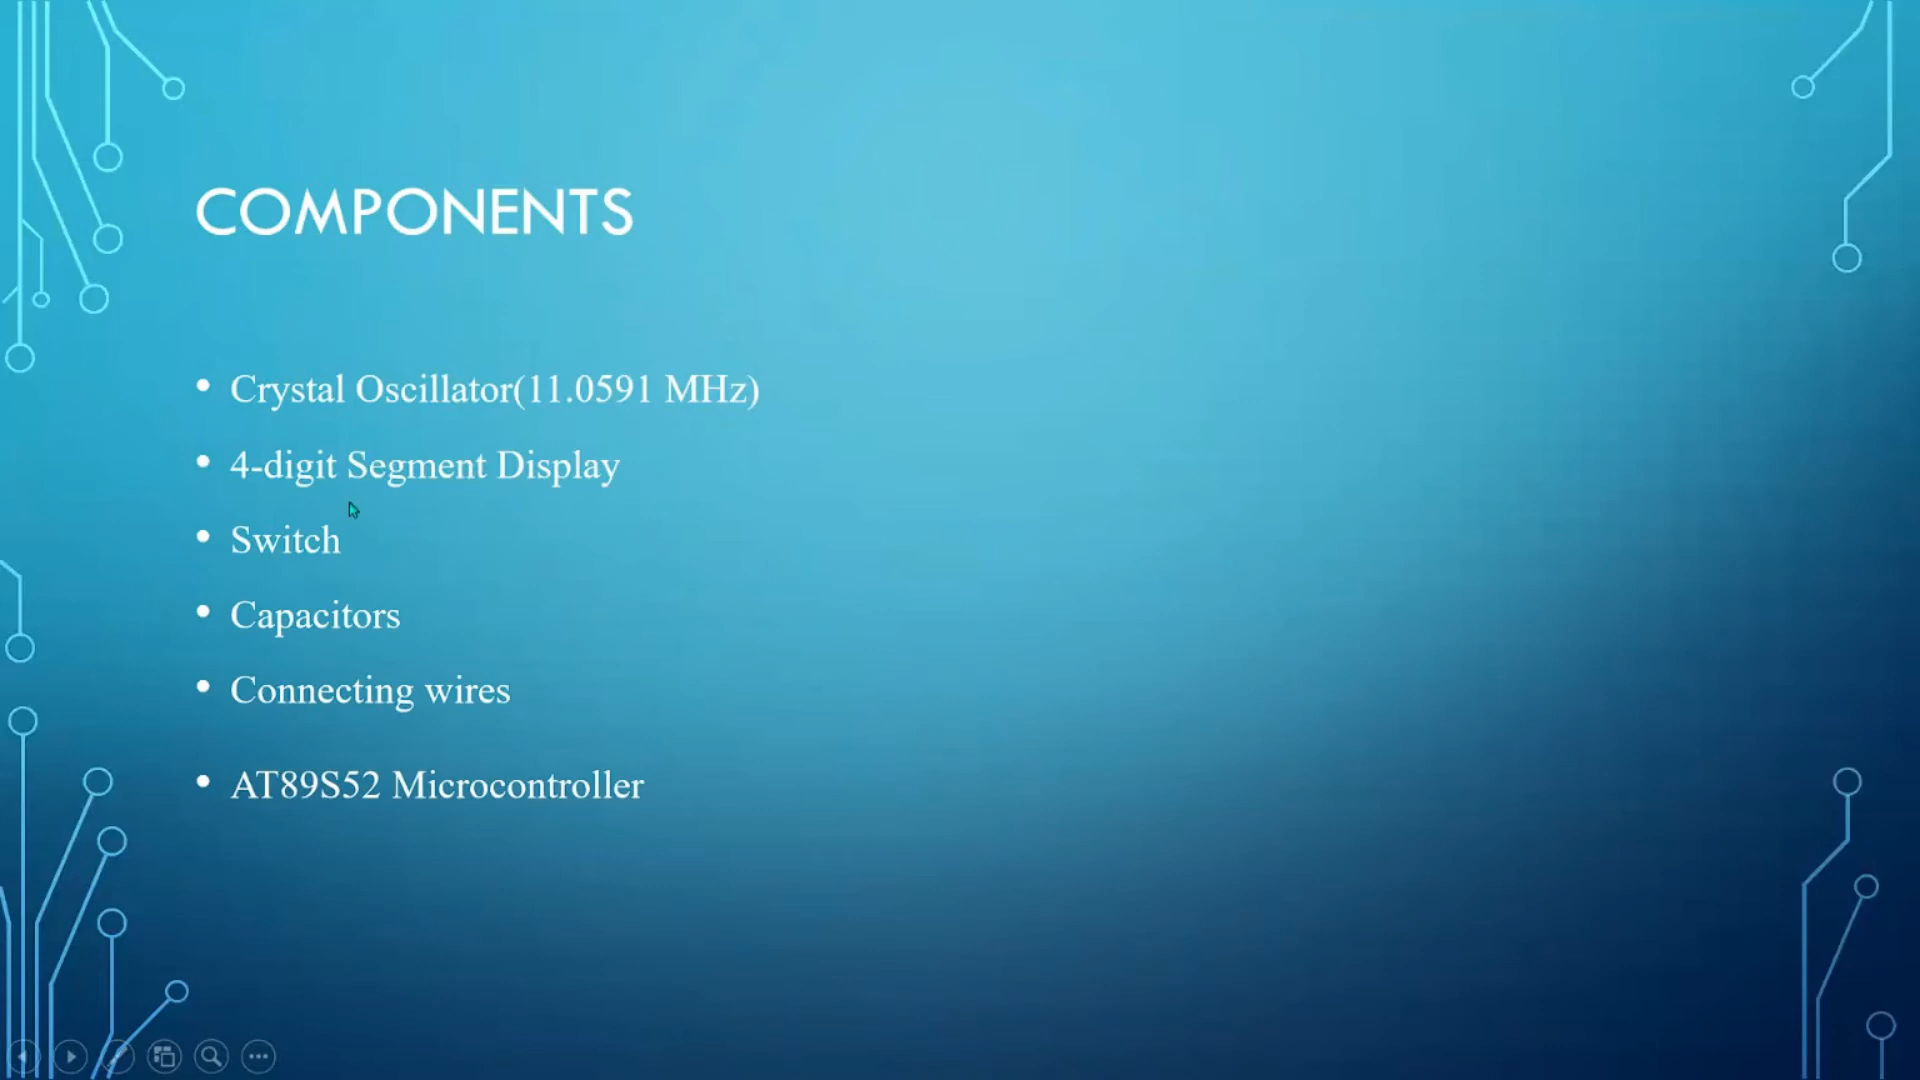 COMPONENTS
• Crystal Oscillator(11.0591 MHz)
• 4-digit Segment Display
• Switch
• Capacitors
• Connecting wires
• AT89S52 Microcontroller